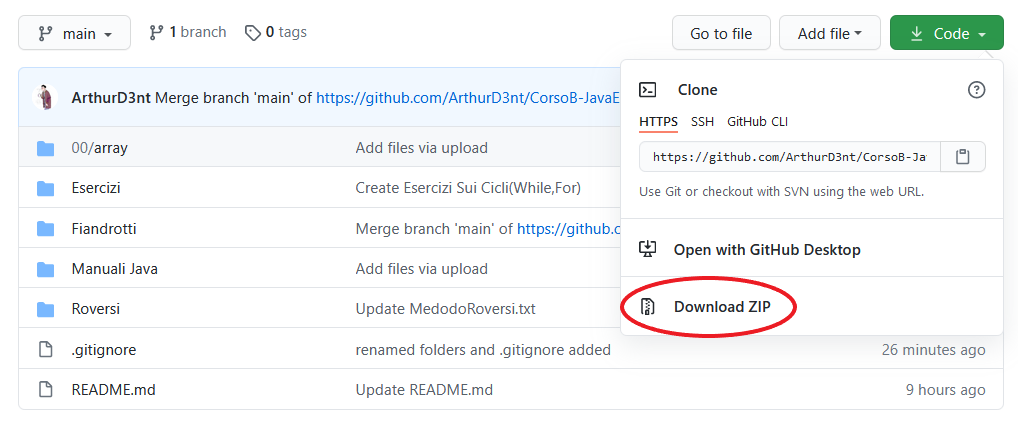 main 1 branch 0 tags Go to file Add file Code
ArthurD3nt Merge branch 'main' of https://github.com/ArthurD3nt/CorsoB-JavaE
Clone
HTTPS SSH GitHub CLI
https://github.com/ArthurD3nt/CorsoB-Ja
Use Git or checkout with SVN using the web URL.
Open with GitHub Desktop
Download ZIP
00/array Add files via upload
Esercizi Create Esercizi Sui Cicli(While,For)
Fiandrotti Merge branch 'main' of https://github.c
Manuali Java Add files via upload
Roversi Update MedodoRoversi.txt
.gitignore renamed folders and .gitignore added 26 minutes ago
README.md Update README.md 9 hours ago